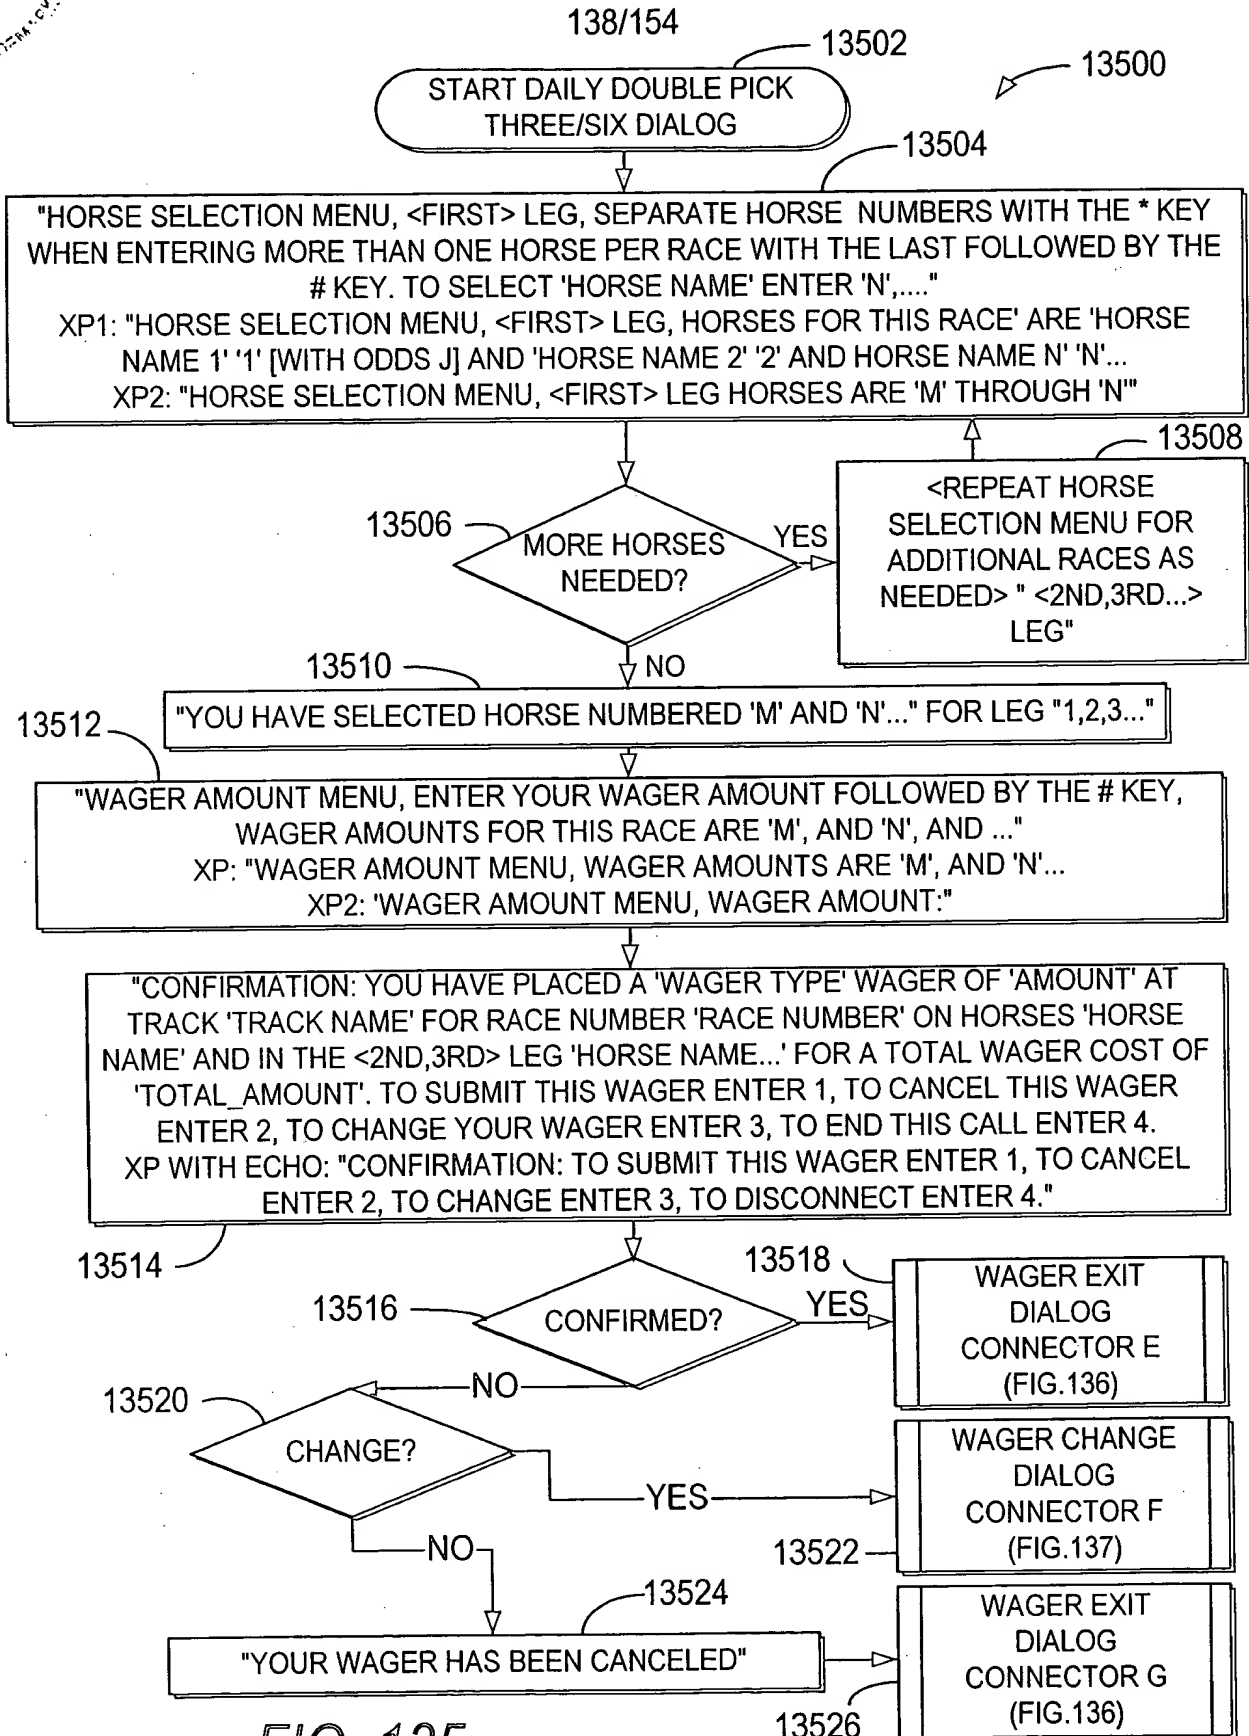 138/154
13502
13500
START DAILY DOUBLE PICK
THREE/SIX DIALOG
13504
"HORSE SELECTION MENU, <FIRST> LEG, SEPARATE HORSE NUMBERS WITH THE * KEY
WHEN ENTERING MORE THAN ONE HORSE PER RACE WITH THE LAST FOLLOWED BY THE
# KEY. TO SELECT 'HORSE NAME' ENTER 'N',...."
XP1: "HORSE SELECTION MENU, <FIRST> LEG, HORSES FOR THIS RACE' ARE 'HORSE
NAME 1' '1' [WITH ODDS J] AND 'HORSE NAME 2' '2' AND HORSE NAME N' 'N'...
XP2: "HORSE SELECTION MENU, <FIRST> LEG HORSES ARE 'M' THROUGH 'N'"
13508
<REPEAT HORSE
SELECTION MENU FOR
ADDITIONAL RACES AS
NEEDED> " <2ND,3RD...>
LEG"
13506
MORE HORSES
NEEDED?
YES
NO
13510
"YOU HAVE SELECTED HORSE NUMBERED 'M' AND 'N'..." FOR LEG "1,2,3..."
13512
"WAGER AMOUNT MENU, ENTER YOUR WAGER AMOUNT FOLLOWED BY THE # KEY,
WAGER AMOUNTS FOR THIS RACE ARE 'M', AND 'N', AND ..."
XP: "WAGER AMOUNT MENU, WAGER AMOUNTS ARE 'M', AND 'N'...
XP2: 'WAGER AMOUNT MENU, WAGER AMOUNT:"
"CONFIRMATION: YOU HAVE PLACED A 'WAGER TYPE' WAGER OF 'AMOUNT' AT
TRACK 'TRACK NAME' FOR RACE NUMBER 'RACE NUMBER' ON HORSES 'HORSE
NAME' AND IN THE <2ND,3RD> LEG 'HORSE NAME...' FOR A TOTAL WAGER COST OF
'TOTAL_AMOUNT'. TO SUBMIT THIS WAGER ENTER 1, TO CANCEL THIS WAGER
ENTER 2, TO CHANGE YOUR WAGER ENTER 3, TO END THIS CALL ENTER 4.
XP WITH ECHO: "CONFIRMATION: TO SUBMIT THIS WAGER ENTER 1, TO CANCEL
ENTER 2, TO CHANGE ENTER 3, TO DISCONNECT ENTER 4."
13514
13516
CONFIRMED?
YES
NO
13518
WAGER EXIT
DIALOG
CONNECTOR E
(FIG.136)
13520
CHANGE?
YES
NO
WAGER CHANGE
DIALOG
CONNECTOR F
(FIG.137)
13522
13524
"YOUR WAGER HAS BEEN CANCELED"
WAGER EXIT
DIALOG
CONNECTOR G
(FIG.136)
13526
FIG. 135